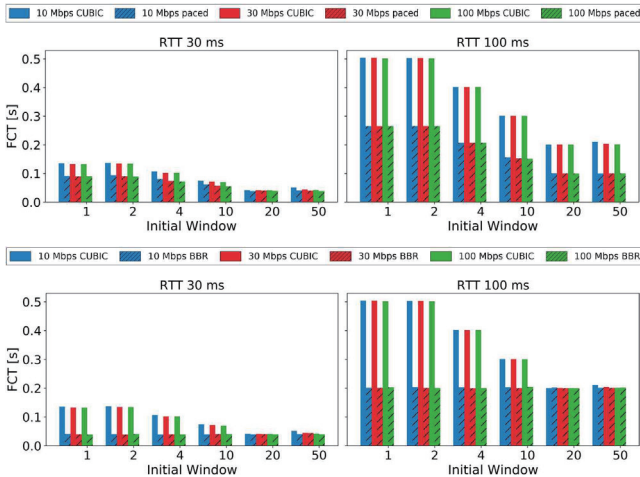 10 Mbps CUBIC 10 Mbps paced 30 Mbps CUBIC 30 Mbps paced 100 Mbps CUBIC 100 Mbps paced
RTT 30 ms RTT 100 ms
FCT [s]
0.5
0.4
0.3
0.2
0.1
0.0
1 2 4 10 20 50 1 2 4 10 20 50
Initial Window Initial Window
10 Mbps CUBIC 10 Mbps BBR 30 Mbps CUBIC 30 Mbps BBR 100 Mbps CUBIC 100 Mbps BBR
RTT 30 ms RTT 100 ms
FCT [s]
0.5
0.4
0.3
0.2
0.1
0.0
1 2 4 10 20 50 1 2 4 10 20 50
Initial Window Initial Window